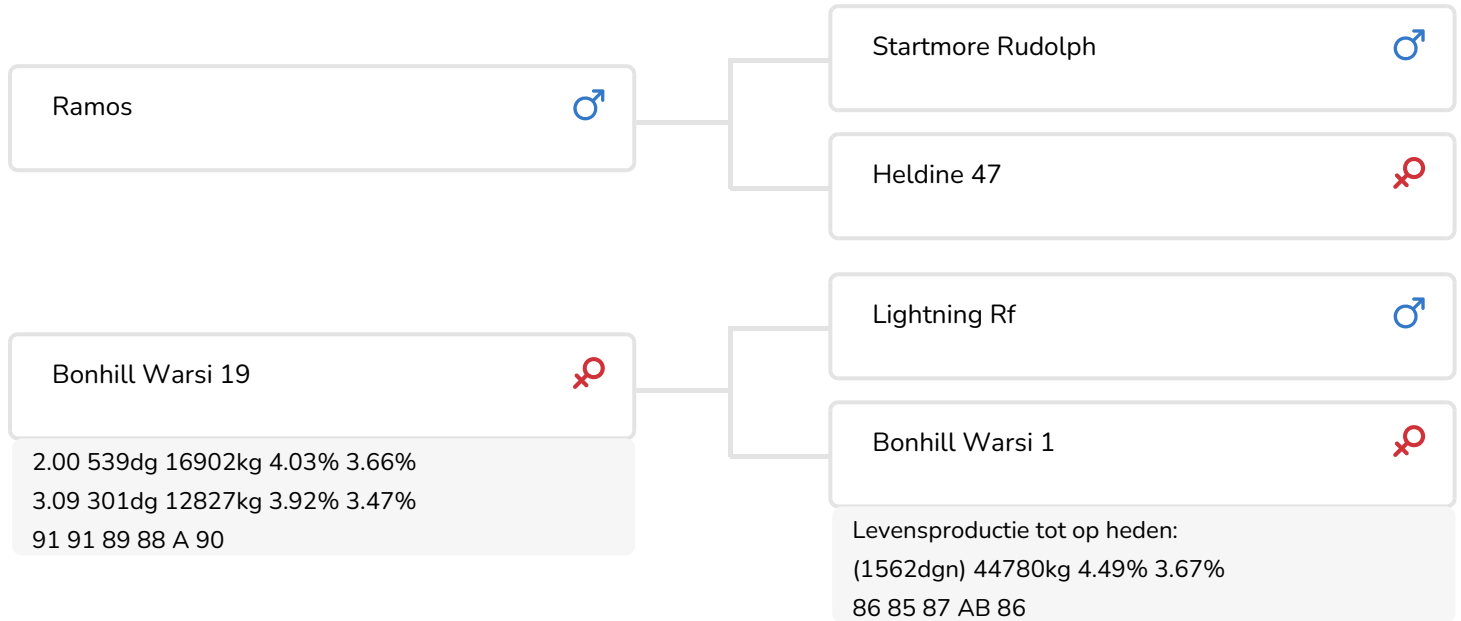 Startmore Rudolph
Ramos
Heldine 47
Lightning Rf
Bonhill Warsi 19
Bonhill Warsi 1
2.00 539dg 16902kg 4.03% 3.66%
3.09 301dg 12827kg 3.92% 3.47%
91 91 89 88 A 90
Levensproductie tot op heden:
(1562dgn) 44780kg 4.49% 3.67%
86 85 87 AB 86